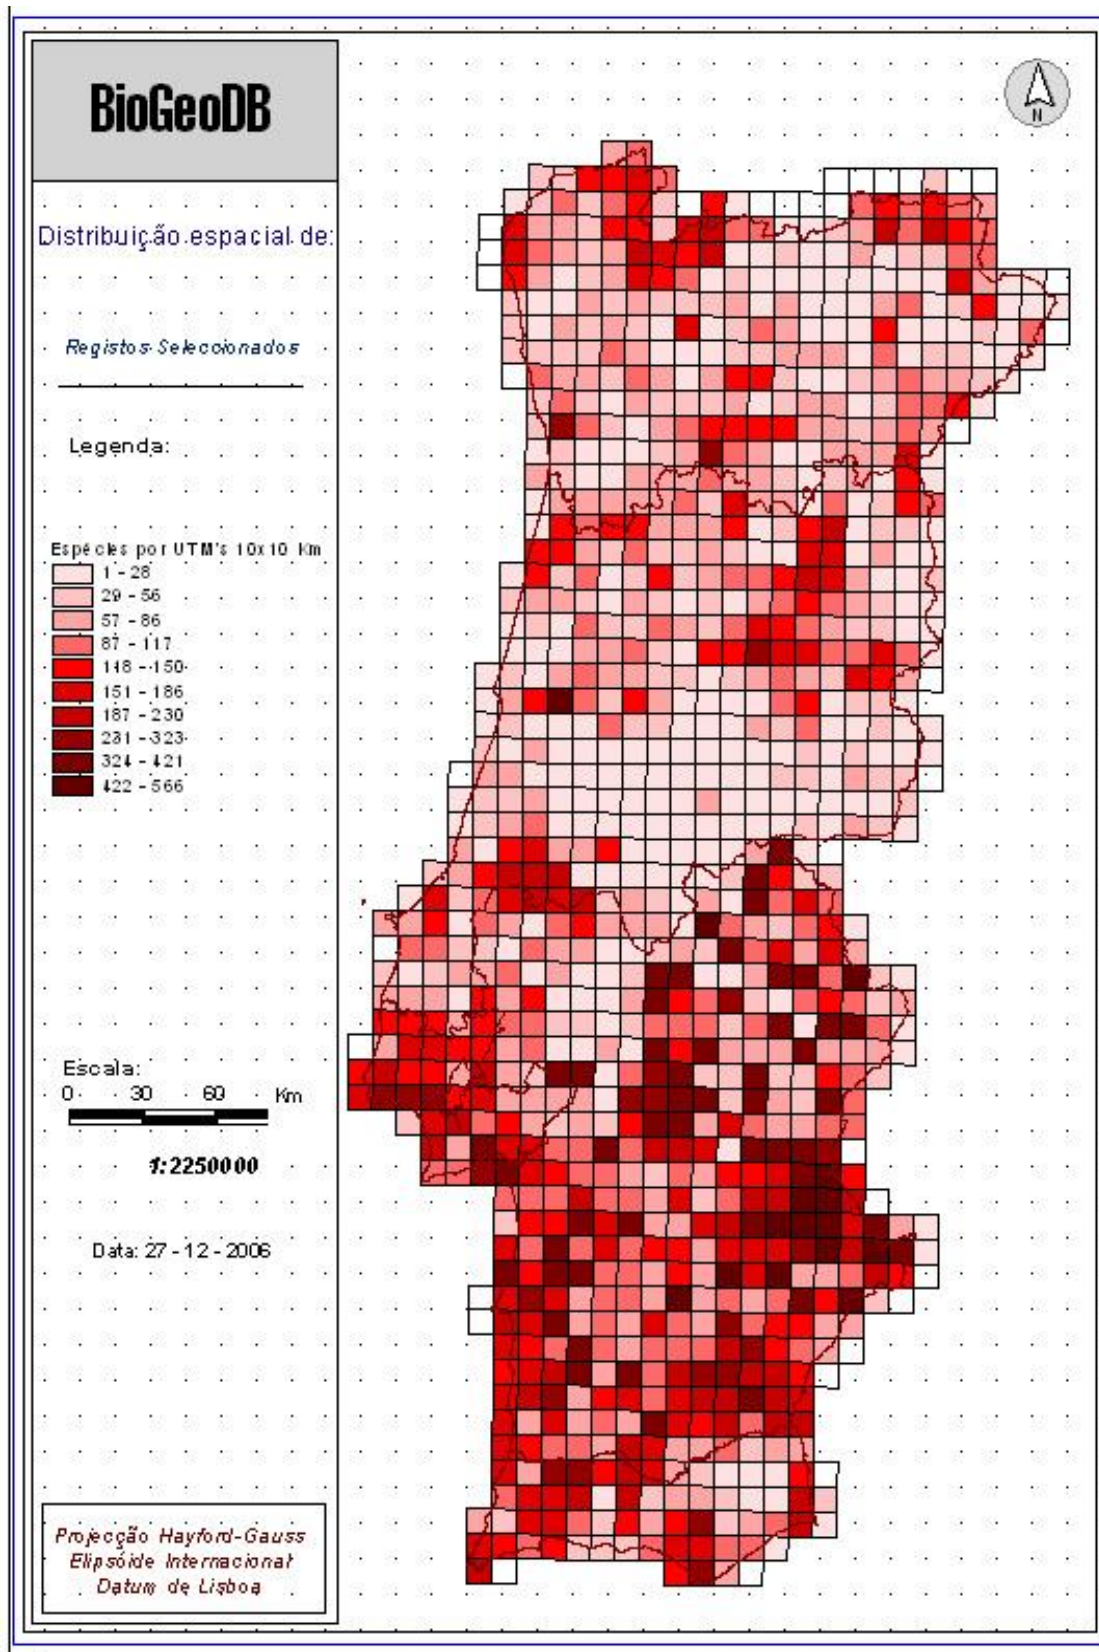 BioGeoDB
N
Distribuição espacial de:
Registos Seleccionados
Legenda:
Espécies por UTM's 10x10 Km
1 - 28
29 - 56
57 - 86
87 - 117
118 - 150
151 - 186
187 - 230
231 - 323
324 - 421
422 - 566
Escala:
0 30 60 Km
1:2250000
Data: 27 - 12 - 2006
Projecção Hayford-Gauss
Elipsóide Internacional
Datum de Lisboa